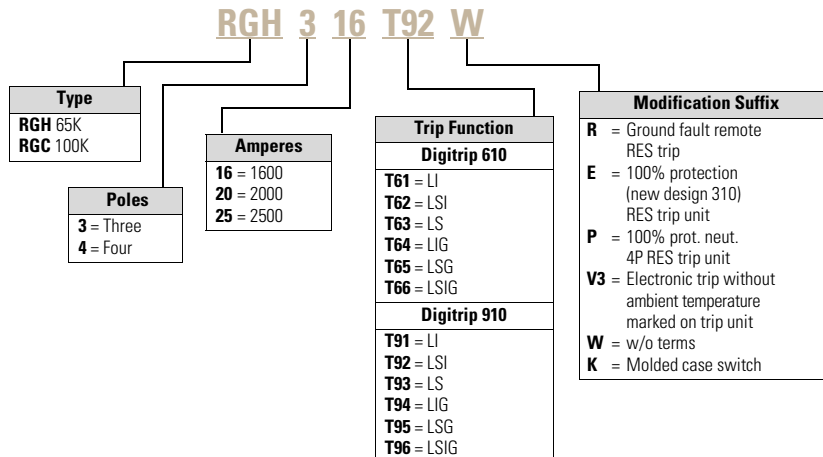 RGH 3 16 T92 W
Type
RGH 65K
RGC 100K
Poles
3 = Three
4 = Four
Amperes
16 = 1600
20 = 2000
25 = 2500
Trip Function
Digitrip 610
T61 = LI
T62 = LSI
T63 = LS
T64 = LIG
T65 = LSG
T66 = LSIG
Digitrip 910
T91 = LI
T92 = LSI
T93 = LS
T94 = LIG
T95 = LSG
T96 = LSIG
Modification Suffix
R = Ground fault remote
RES trip
E = 100% protection
(new design 310)
RES trip unit
P = 100% prot. neut.
4P RES trip unit
V3 = Electronic trip without
ambient temperature
marked on trip unit
W = w/o terms
K = Molded case switch